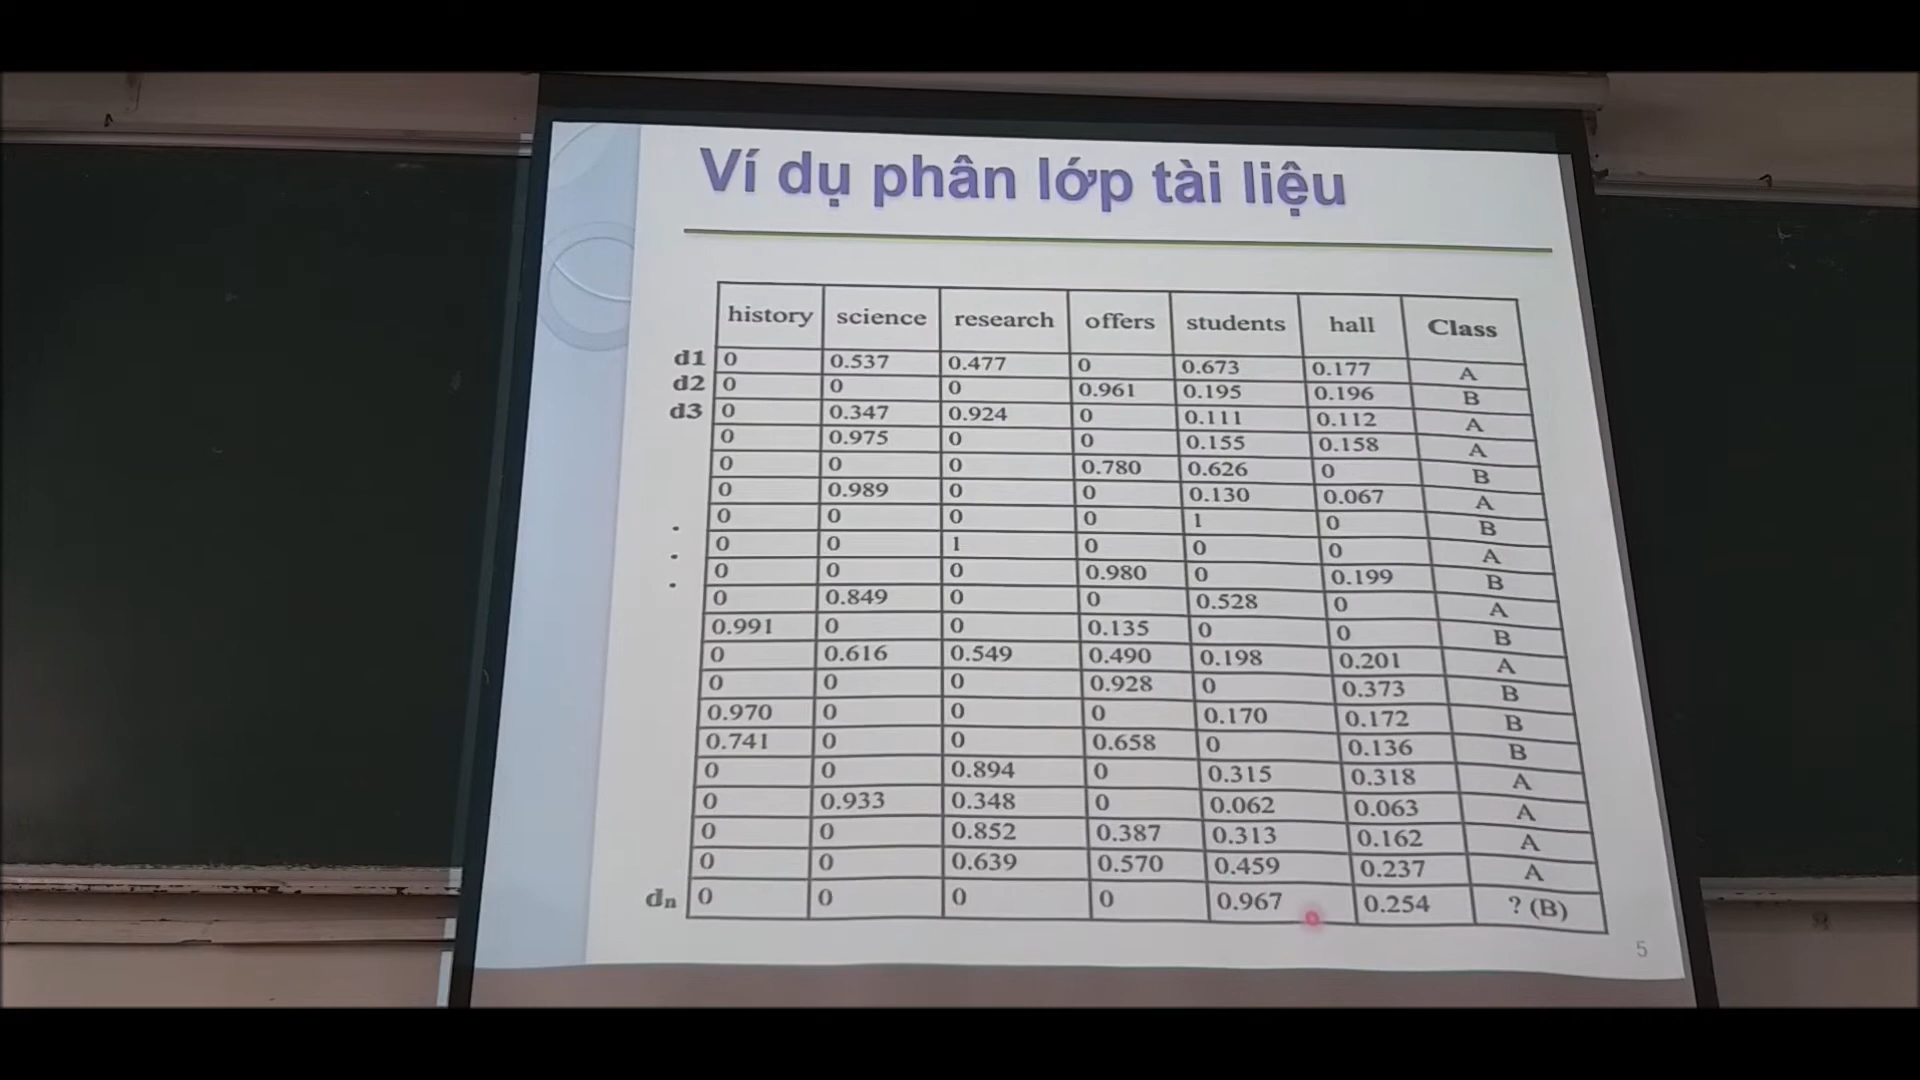 Ví dụ phân lớp tài liệu
history science research offers students hall Class
d1 0 0.537 0.477 0 0.673 0.177 A
d2 0 0 0 0.961 0.195 0.196 B
d3 0 0.347 0.924 0 0.111 0.112 A
0 0.975 0 0 0.155 0.158 A
0 0 0 0.780 0.626 0 B
0 0.989 0 0 0.130 0.067 A
. 0 0 0 0 1 0 B
. 0 0 1 0 0 0 A
. 0 0 0 0.980 0 0.199 B
0 0.849 0 0 0.528 0 A
0.991 0 0 0.135 0 0 B
0 0.616 0.549 0.490 0.198 0.201 A
0 0 0 0.928 0 0.373 B
0.970 0 0 0 0.170 0.172 B
0.741 0 0 0.658 0 0.136 B
0 0 0.894 0 0.315 0.318 A
0 0.933 0.348 0 0.062 0.063 A
0 0 0.852 0.387 0.313 0.162 A
0 0 0.639 0.570 0.459 0.237 A
dn 0 0 0 0 0.967 0.254 ? (B)
5